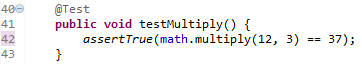 40 @Test
41 public void testMultiply() {
42 assertTrue(math.multiply(12, 3) == 37);
43 }